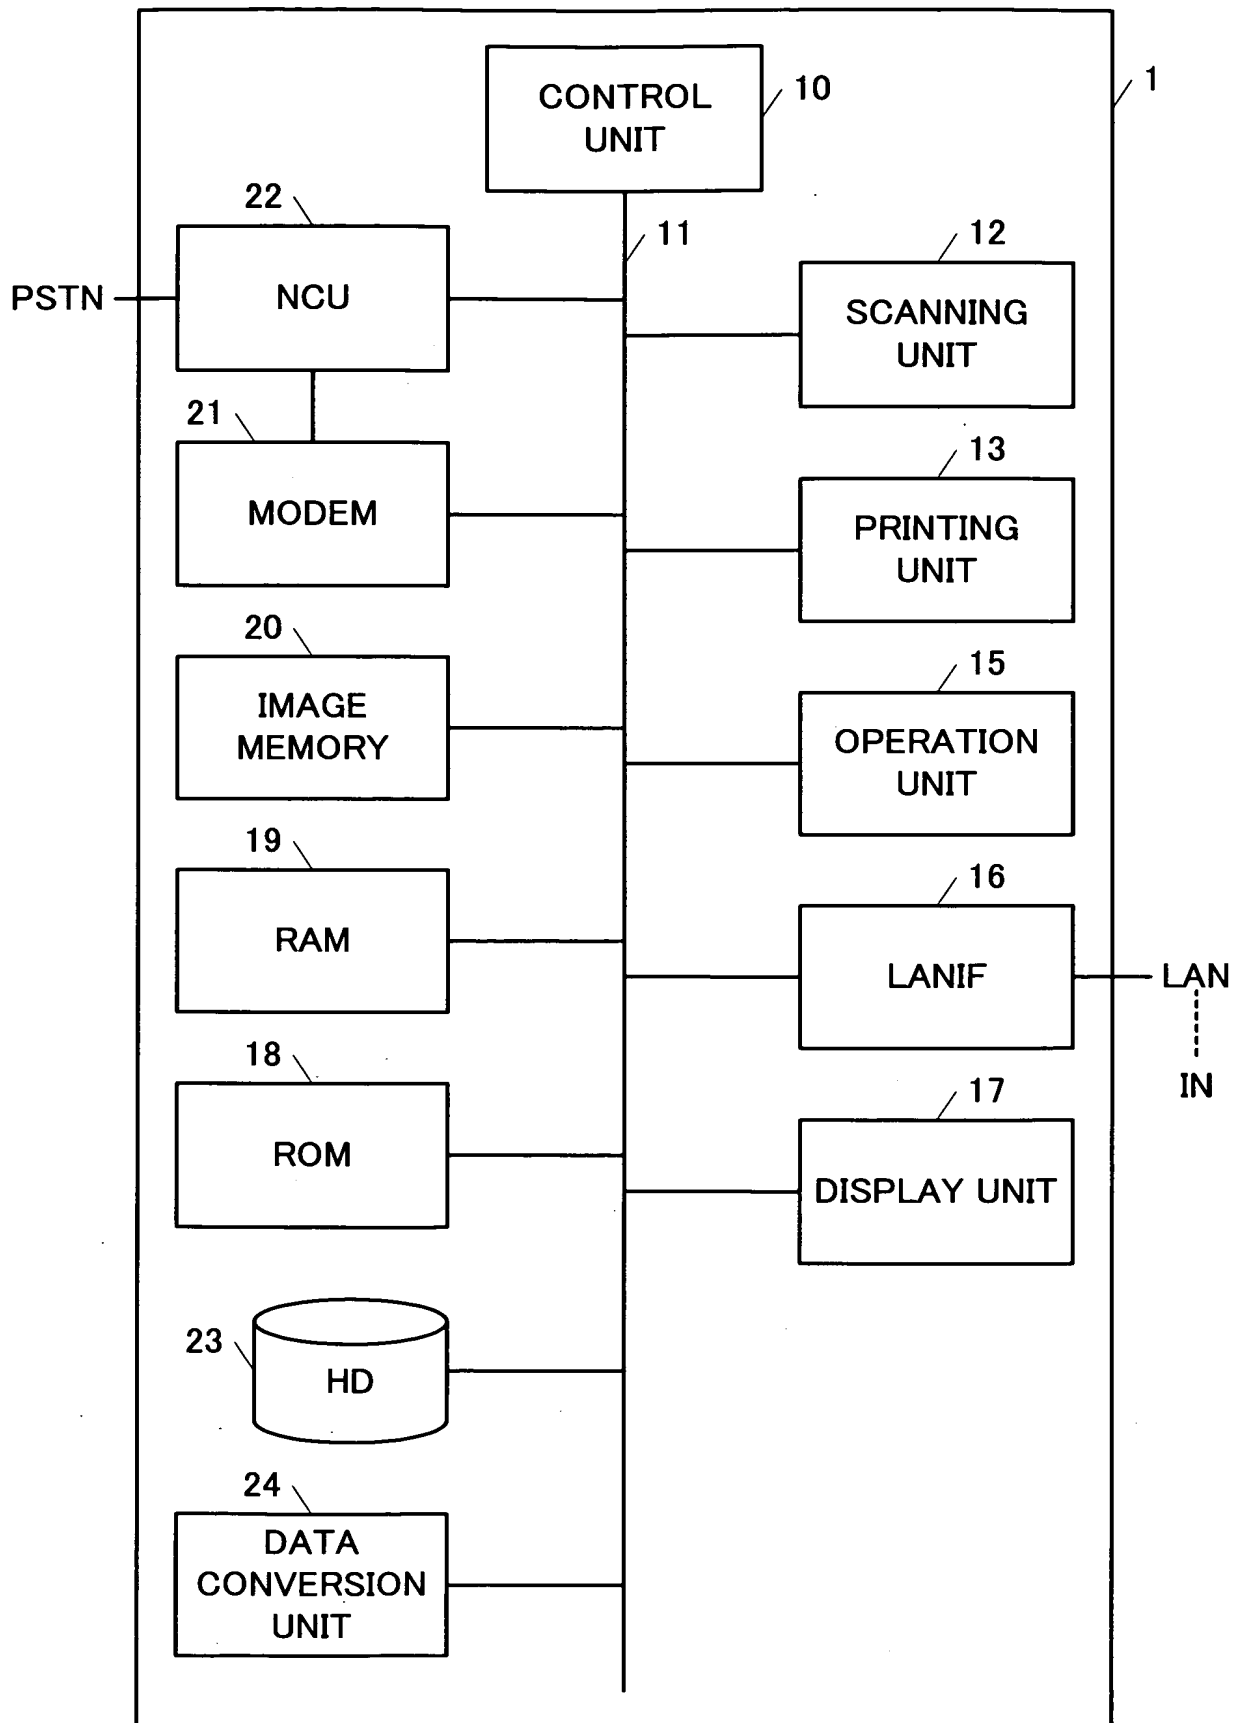 CONTROL
UNIT
10
1
22
11
12
PSTN
NCU
SCANNING
UNIT
21
13
MODEM
PRINTING
UNIT
20
15
IMAGE
MEMORY
OPERATION
UNIT
19
16
RAM
LANIF
LAN
18
17
IN
ROM
DISPLAY UNIT
23
HD
24
DATA
CONVERSION
UNIT